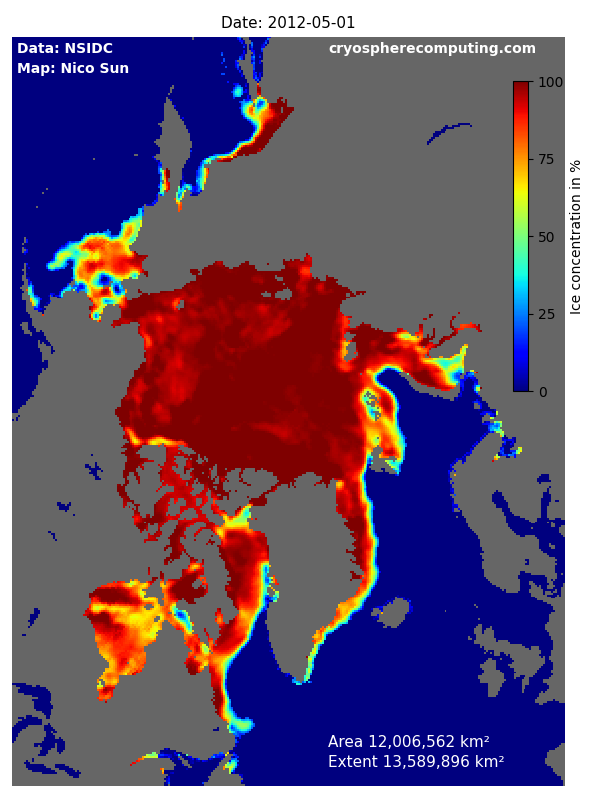 Date: 2012-05-01
Data: NSIDC
Map: Nico Sun
cryospherecomputing.com
100
75
50
25
0
Ice concentration in %
Area 12,006,562 km²
Extent 13,589,896 km²